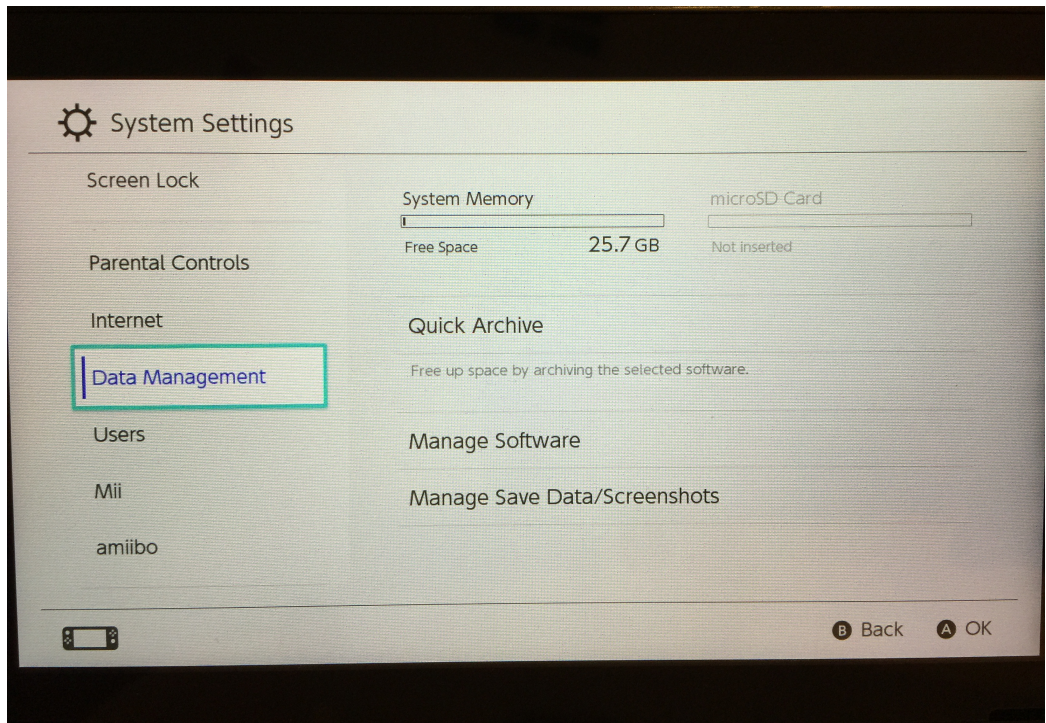 System Settings
Screen Lock
Parental Controls
Internet
Data Management
Users
Mii
amiibo
System Memory
Free Space 25.7 GB
microSD Card
Not inserted
Quick Archive
Free up space by archiving the selected software.
Manage Software
Manage Save Data/Screenshots
B Back A OK